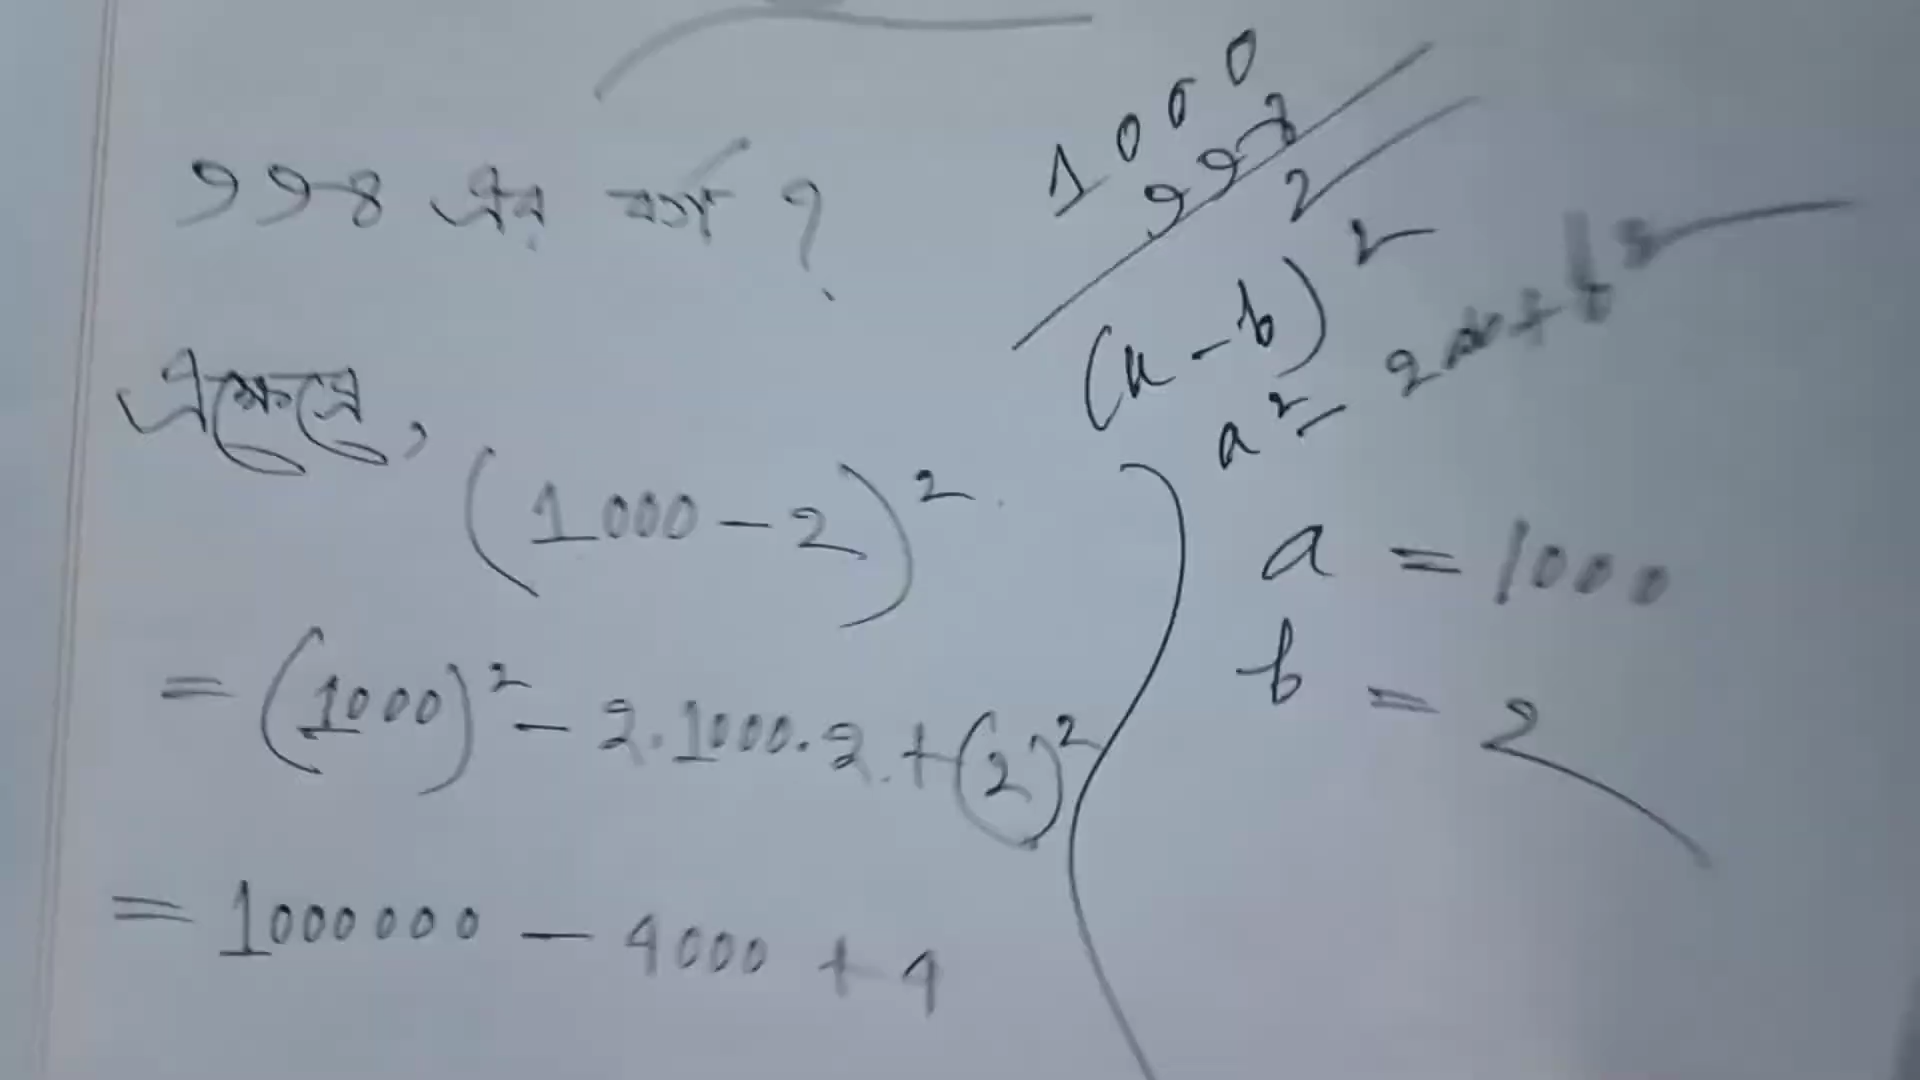 998 এর বর্গ ?
এক্ষেত্রে,
(1000-2)²
= (1000)² - 2.1000.2.+(2)²
= 1000000 - 4000 + 4
1000
998
2
(a-b)²
a² - 2ab+b²
a = 1000
b = 2